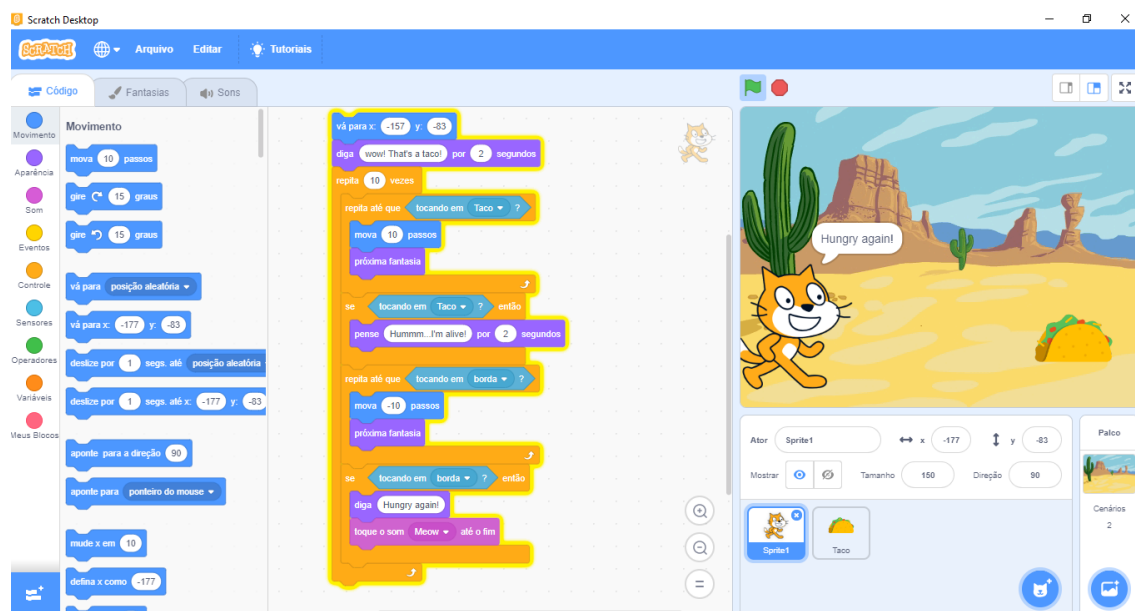 Scratch Desktop
SCRATCH Arquivo Editar Tutoriais
Código Fantasias Sons
Movimento
Aparência
Som
Eventos
Controle
Sensores
Operadores
Variáveis
Meus Blocos
Movimento
mova 10 passos
gire 15 graus
gire 15 graus
vá para posição aleatória
vá para x: -177 y: -83
deslize por 1 segs. até posição aleatória
deslize por 1 segs. até x: -177 y: -83
aponte para a direção 90
aponte para ponteiro do mouse
mude x em 10
defina x como -177
vá para x: -157 y: -83
diga wow! That's a taco! por 2 segundos
repita 10 vezes
repita até que tocando em Taco ?
mova 10 passos
próxima fantasia
se tocando em Taco ? então
pense Hummm...I'm alive! por 2 segundos
repita até que tocando em borda ?
mova -10 passos
próxima fantasia
se tocando em borda ? então
diga Hungry again!
toque o som Meow até o fim
Hungry again!
Ator Sprite1 x -177 y -83
Mostrar Tamanho 150 Direção 90
Sprite1
Taco
Palco
Cenários
2